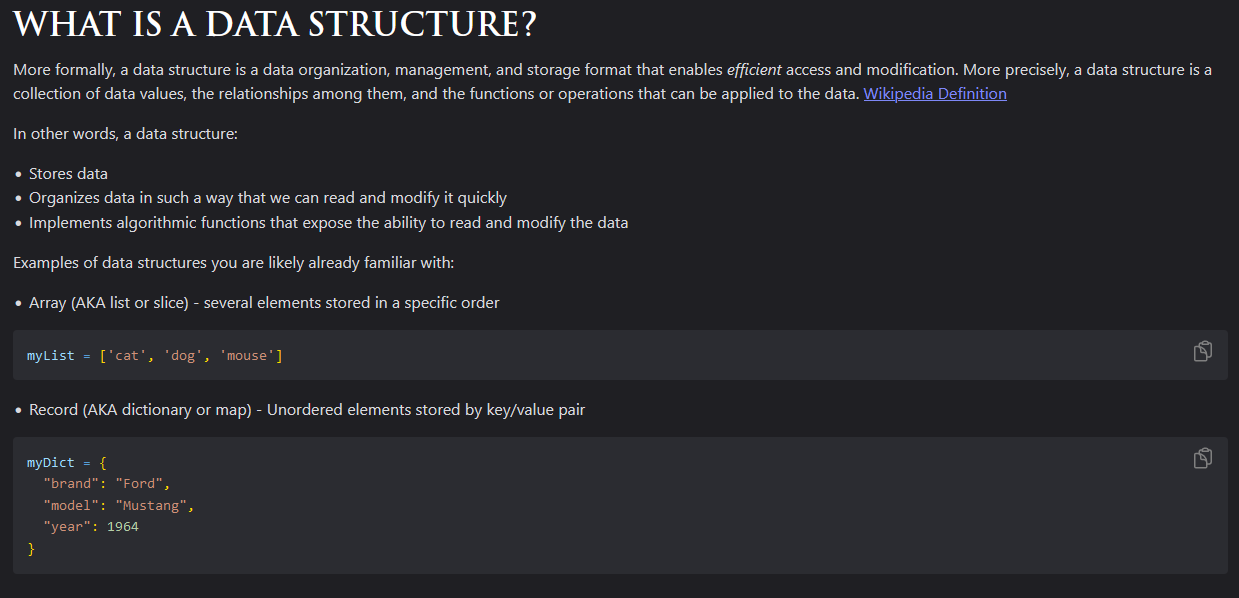 WHAT IS A DATA STRUCTURE?
More formally, a data structure is a data organization, management, and storage format that enables efficient access and modification. More precisely, a data structure is a
collection of data values, the relationships among them, and the functions or operations that can be applied to the data. Wikipedia Definition
In other words, a data structure:
• Stores data
• Organizes data in such a way that we can read and modify it quickly
• Implements algorithmic functions that expose the ability to read and modify the data
Examples of data structures you are likely already familiar with:
• Array (AKA list or slice) - several elements stored in a specific order
myList = ['cat', 'dog', 'mouse']
• Record (AKA dictionary or map) - Unordered elements stored by key/value pair
myDict = {
  "brand": "Ford",
  "model": "Mustang",
  "year": 1964
}